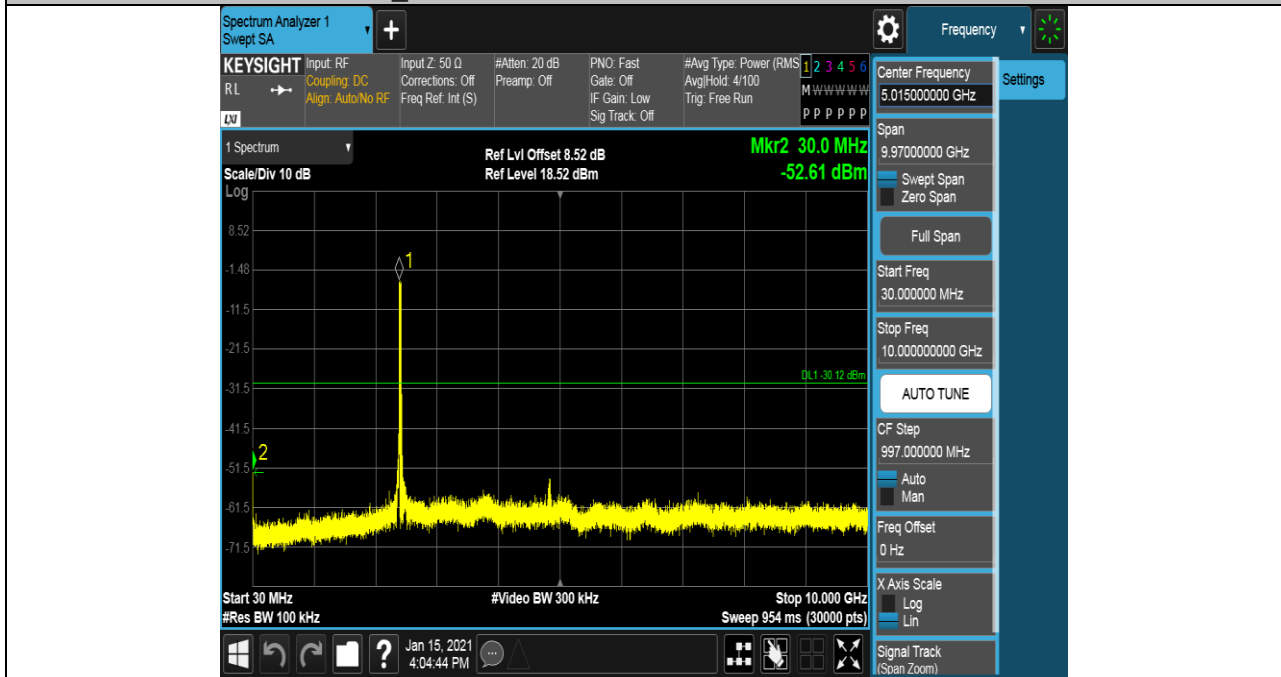 Spectrum Analyzer 1
Swept SA
+
Frequency
KEYSIGHT
RL
LXI
Input: RF
Coupling: DC
Align: Auto/No RF
Input Z: 50 Ω
Corrections: Off
Freq Ref: Int (S)
#Atten: 20 dB
Preamp: Off
PNO: Fast
Gate: Off
IF Gain: Low
Sig Track: Off
#Avg Type: Power (RMS
Avg|Hold: 4/100
Trig: Free Run
1 2 3 4 5 6
M W W W W W
P P P P P P
1 Spectrum
Scale/Div 10 dB
Ref Lvl Offset 8.52 dB
Ref Level 18.52 dBm
Mkr2 30.0 MHz
-52.61 dBm
Log
8.52
-1.48
-11.5
-21.5
-31.5
-41.5
-51.5
-61.5
-71.5
1
2
DL1 -30.12 dBm
Start 30 MHz
#Res BW 100 kHz
#Video BW 300 kHz
Stop 10.000 GHz
Sweep 954 ms (30000 pts)
Center Frequency
5.015000000 GHz
Settings
Span
9.97000000 GHz
Swept Span
Zero Span
Full Span
Start Freq
30.000000 MHz
Stop Freq
10.000000000 GHz
AUTO TUNE
CF Step
997.000000 MHz
Auto
Man
Freq Offset
0 Hz
X Axis Scale
Log
Lin
Signal Track
(Span Zoom)
?
Jan 15, 2021
4:04:44 PM